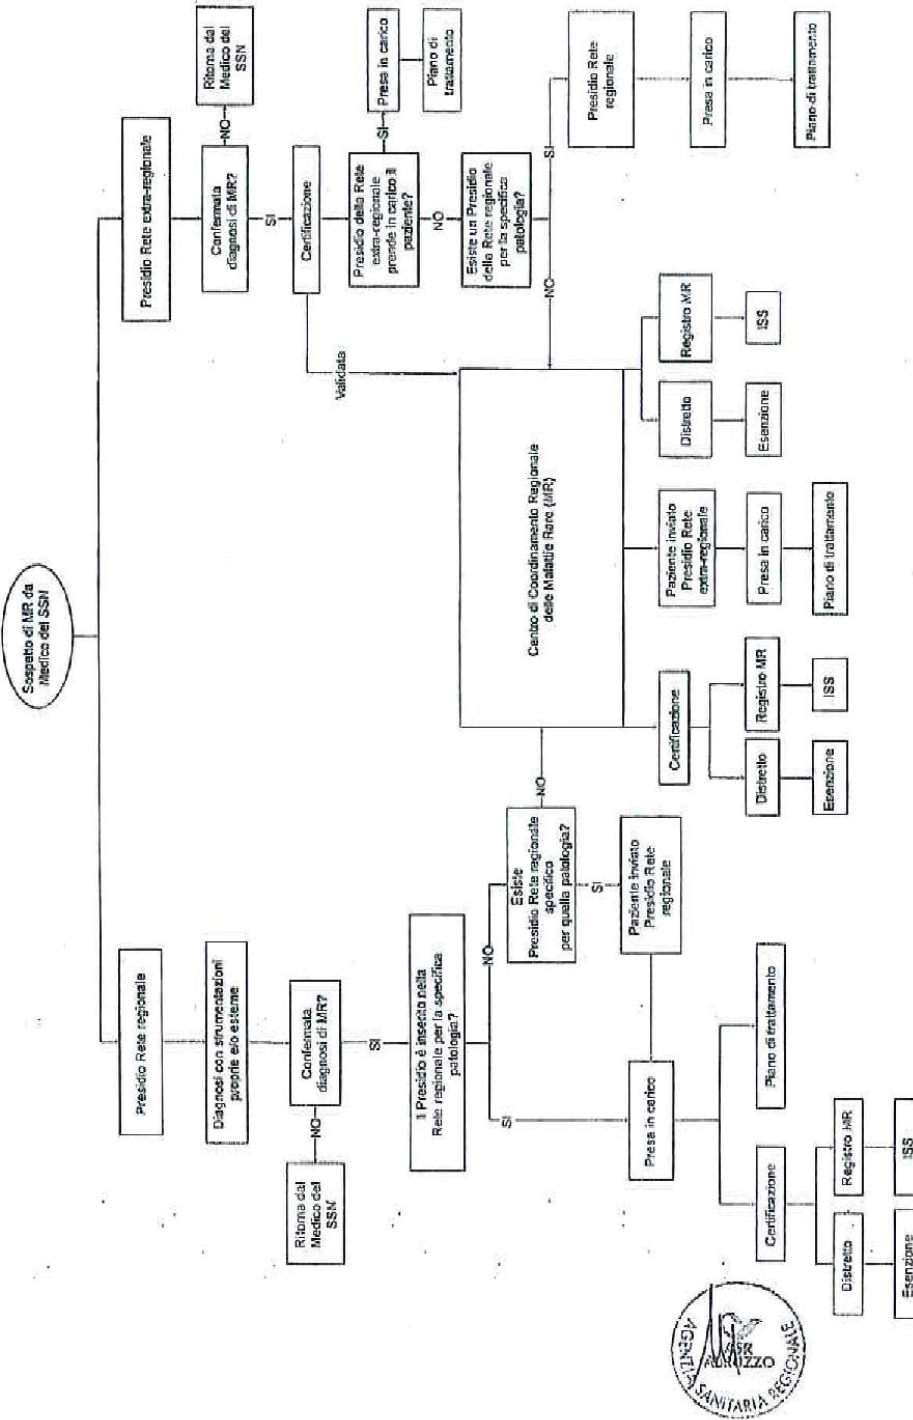 Sospetto di MR da
Medico del SSN
Presidio Rete regionale
Diagnosi con strumentazioni
proprie e/o esterne
Confermata
diagnosi di MR?
NO
Ritorna dal
Medico del
SSN
SI
Il Presidio è inserito nella
Rete regionale per la specifica
patologia?
NO
SI
Esiste
Presidio Rete regionale
specifico
per quella patologia?
NO
SI
Paziente inviato
Presidio Rete
regionale
Presa in carico
Certificazione
Piano di trattamento
Distretto
Registro MR
Esenzione
ISS
Presidio Rete extra-regionale
Confermata
diagnosi di MR?
NO
Ritorna dal
Medico del
SSN
SI
Certificazione
Validata
Presidio della Rete
extra-regionale
prende in carico il
paziente?
SI
Presa in carico
Piano di
trattamento
NO
Esiste un Presidio
della Rete regionale
per la specifica
patologia?
NO
SI
Presidio Rete
regionale
Presa in carico
Piano di trattamento
Centro di Coordinamento Regionale
delle Malattie Rare (MR)
Certificazione
Distretto
Registro MR
Esenzione
ISS
Paziente inviato
Presidio Rete
extra-regionale
Presa in carico
Piano di trattamento
Distretto
Registro MR
Esenzione
ISS
AGENZIA SANITARIA REGIONALE
ASR
ABRUZZO